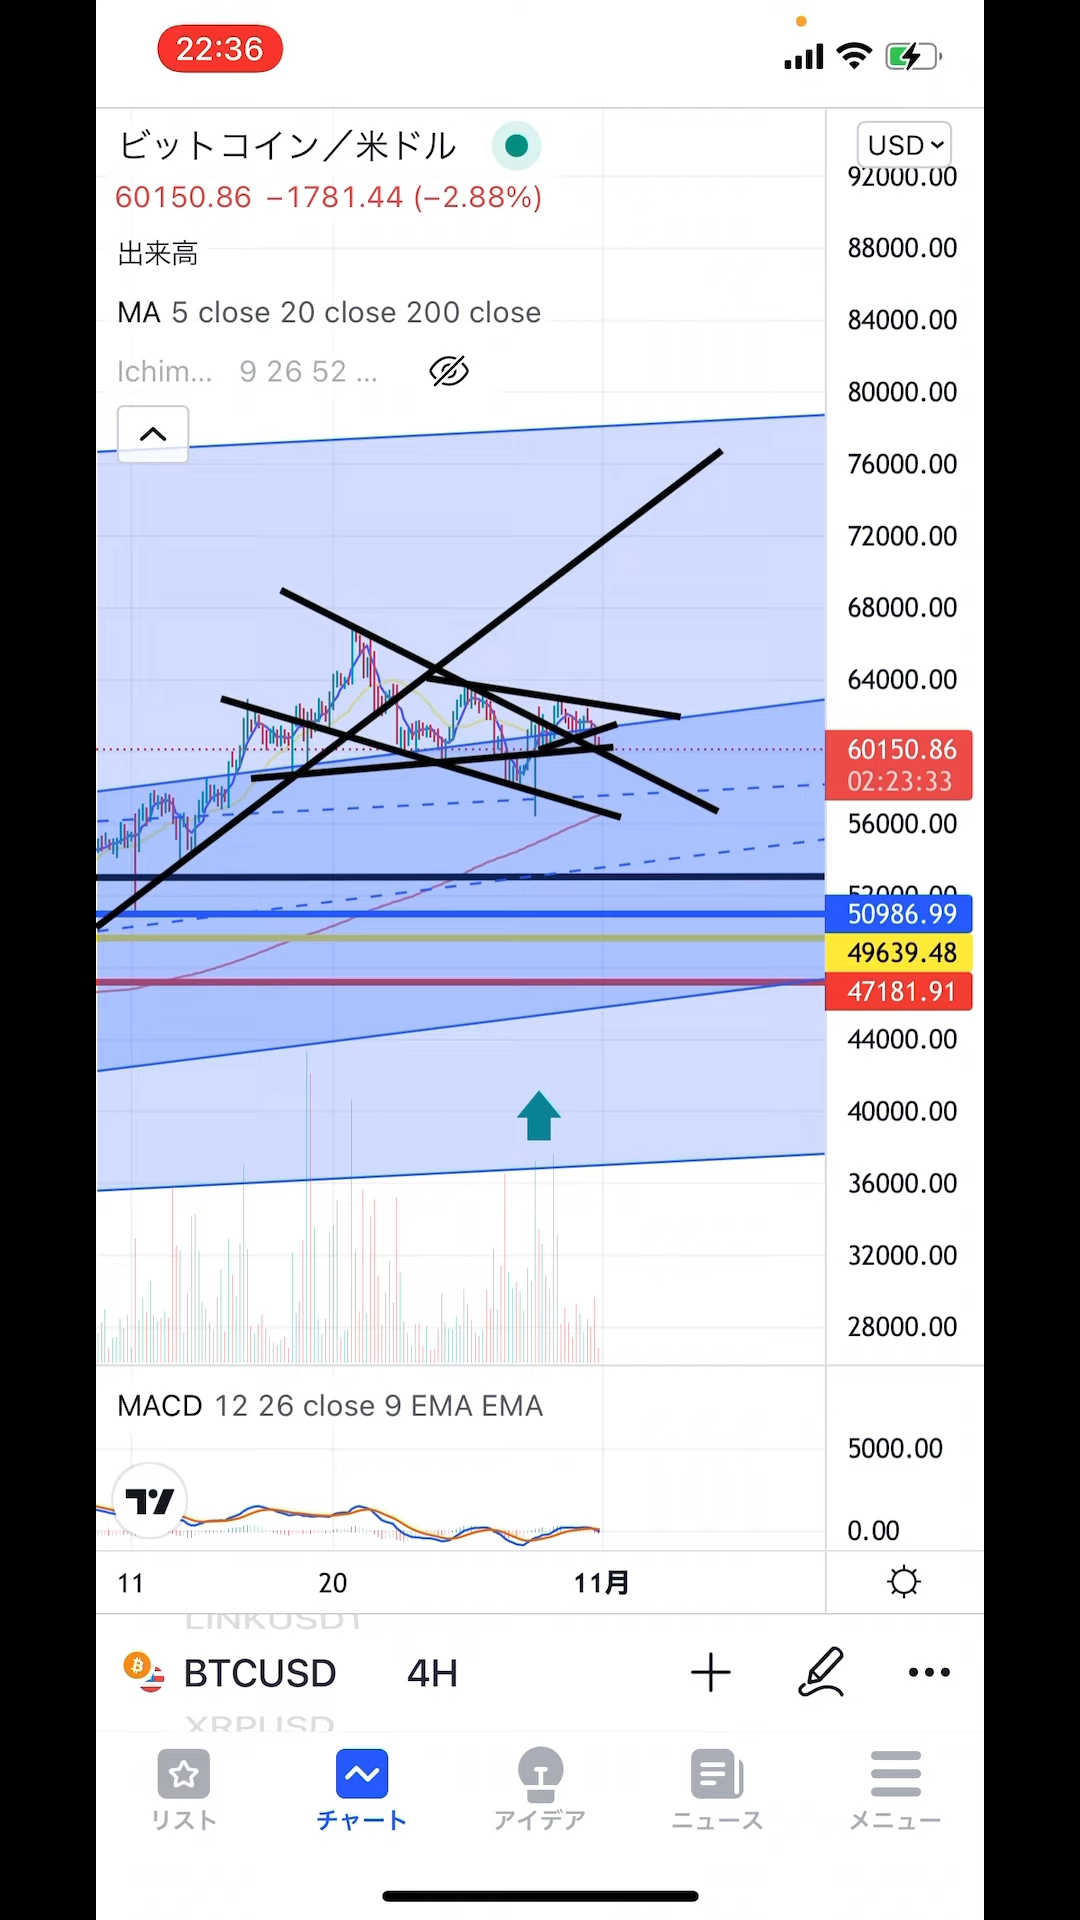 22:36
ビットコイン／米ドル
USD
60150.86 −1781.44 (−2.88%)
92000.00
出来高
88000.00
MA 5 close 20 close 200 close
84000.00
Ichim... 9 26 52 ...
80000.00
76000.00
72000.00
68000.00
64000.00
60150.86
02:23:33
56000.00
52000.00
50986.99
49639.48
47181.91
44000.00
40000.00
36000.00
32000.00
28000.00
MACD 12 26 close 9 EMA EMA
5000.00
0.00
11 20 11月
LINKUSDT
BTCUSD 4H
XRPUSD
リスト チャート アイデア ニュース メニュー